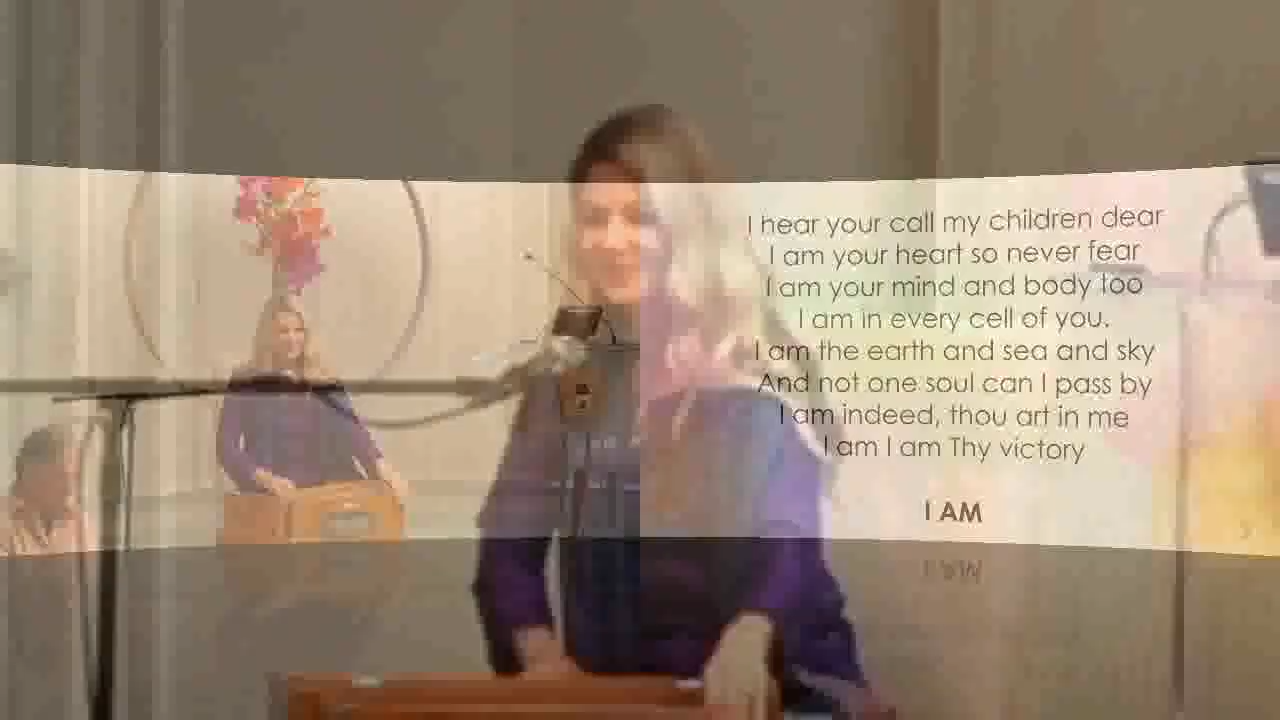 I hear your call my children dear
I am your heart so never fear
I am your mind and body too
I am in every cell of you.
I am the earth and sea and sky
And not one soul can I pass by
I am indeed, thou art in me
I am I am Thy victory
I AM